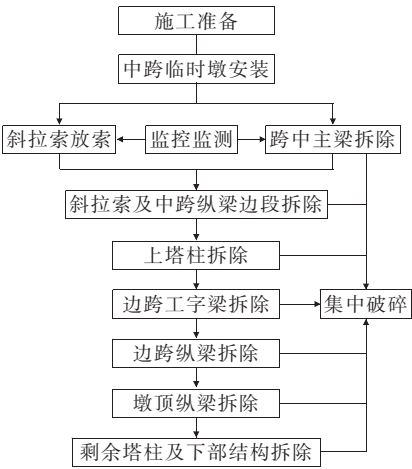 施工准备
中跨临时墩安装
斜拉索放索
监控监测
跨中主梁拆除
斜拉索及中跨纵梁边段拆除
上塔柱拆除
边跨工字梁拆除
集中破碎
边跨纵梁拆除
墩顶纵梁拆除
剩余塔柱及下部结构拆除